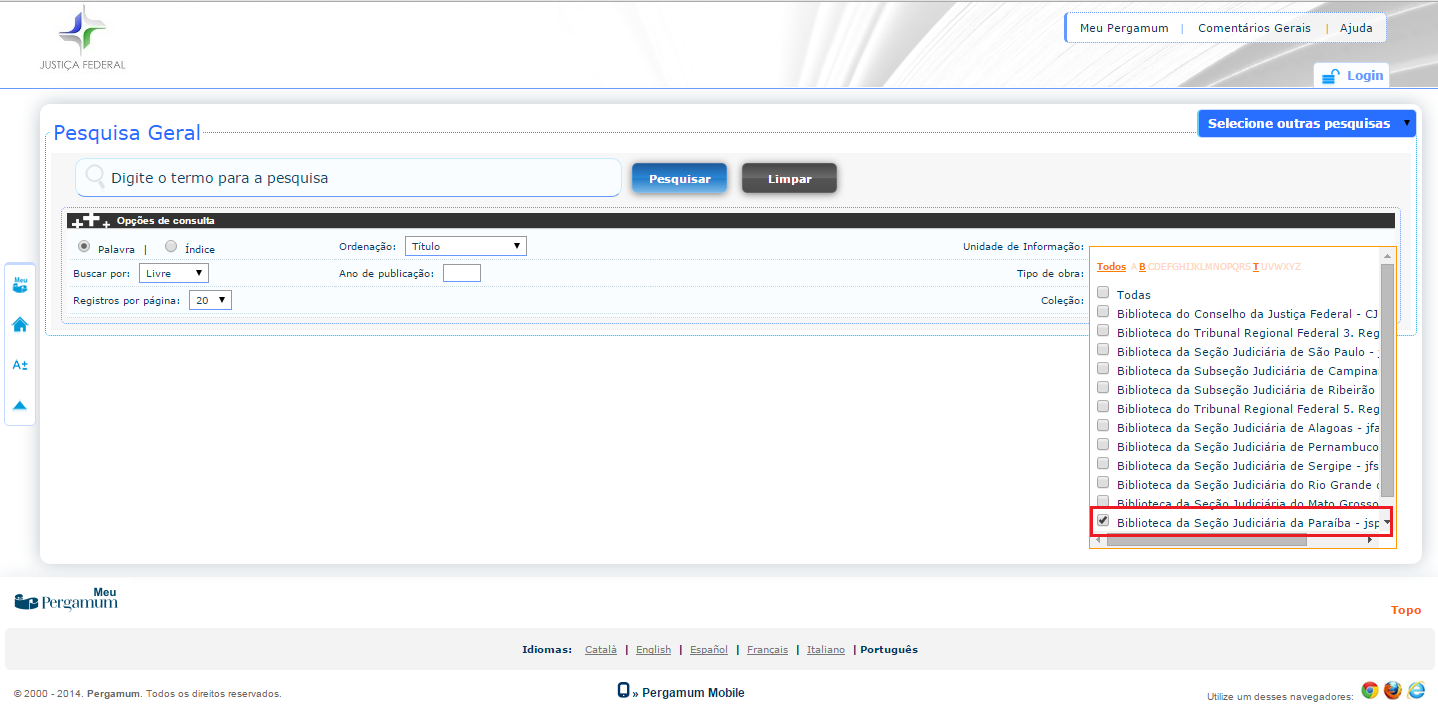 JUSTIÇA FEDERAL
Meu Pergamum | Comentários Gerais | Ajuda
Login
Pesquisa Geral
Selecione outras pesquisas
Digite o termo para a pesquisa
Pesquisar
Limpar
Opções de consulta
Palavra | Índice
Ordenação: Título
Unidade de Informação:
Buscar por: Livre
Ano de publicação:
Tipo de obra:
Registros por página: 20
Coleção:
Todos A B CDEFGHIJKLMNOPQRS T UVWXYZ
Todas
Biblioteca do Conselho da Justiça Federal - CJ
Biblioteca do Tribunal Regional Federal 3. Reg
Biblioteca da Seção Judiciária de São Paulo -
Biblioteca da Subseção Judiciária de Campina
Biblioteca da Subseção Judiciária de Ribeirão
Biblioteca do Tribunal Regional Federal 5. Reg
Biblioteca da Seção Judiciária de Alagoas - jfa
Biblioteca da Seção Judiciária de Pernambuco
Biblioteca da Seção Judiciária de Sergipe - jfs
Biblioteca da Seção Judiciária do Rio Grande
Biblioteca da Seção Judiciária do Mato Grosso
Biblioteca da Seção Judiciária da Paraíba - jsp
Meu
A±
Meu
Pergamum
Topo
Idiomas: Català | English | Español | Français | Italiano | Português
© 2000 - 2014. Pergamum. Todos os direitos reservados.
» Pergamum Mobile
Utilize um desses navegadores: